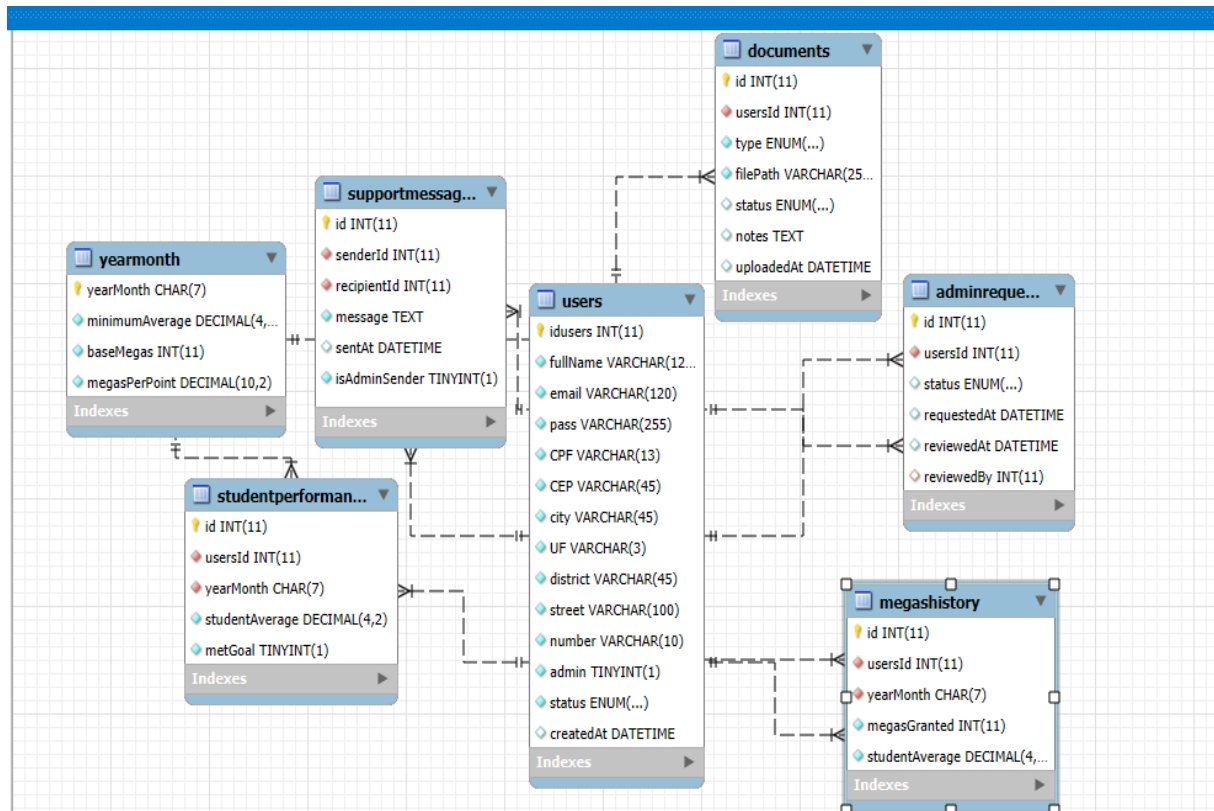 documents
id INT(11)
usersId INT(11)
type ENUM(...)
filePath VARCHAR(25...
status ENUM(...)
notes TEXT
uploadedAt DATETIME
Indexes
supportmessag...
id INT(11)
senderId INT(11)
recipientId INT(11)
message TEXT
sentAt DATETIME
isAdminSender TINYINT(1)
Indexes
yearmonth
yearMonth CHAR(7)
minimumAverage DECIMAL(4,...
baseMegas INT(11)
megasPerPoint DECIMAL(10,2)
Indexes
users
idusers INT(11)
fullName VARCHAR(12...
email VARCHAR(120)
pass VARCHAR(255)
CPF VARCHAR(13)
CEP VARCHAR(45)
city VARCHAR(45)
UF VARCHAR(3)
district VARCHAR(45)
street VARCHAR(100)
number VARCHAR(10)
admin TINYINT(1)
status ENUM(...)
createdAt DATETIME
Indexes
adminreque...
id INT(11)
usersId INT(11)
status ENUM(...)
requestedAt DATETIME
reviewedAt DATETIME
reviewedBy INT(11)
Indexes
studentperforman...
id INT(11)
usersId INT(11)
yearMonth CHAR(7)
studentAverage DECIMAL(4,2)
metGoal TINYINT(1)
Indexes
megashistory
id INT(11)
usersId INT(11)
yearMonth CHAR(7)
megasGranted INT(11)
studentAverage DECIMAL(4,...
Indexes